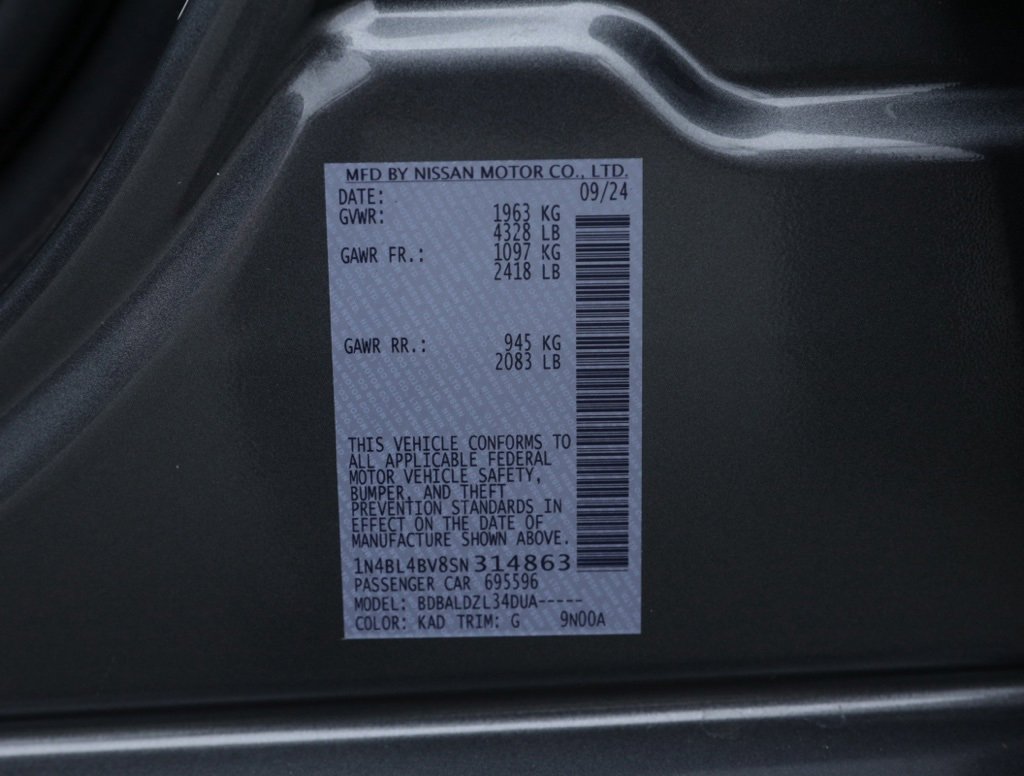 MFD BY NISSAN MOTOR CO., LTD.
DATE: 09/24
GVWR: 1963 KG
4328 LB
GAWR FR.: 1097 KG
2418 LB
GAWR RR.: 945 KG
2083 LB
THIS VEHICLE CONFORMS TO
ALL APPLICABLE FEDERAL
MOTOR VEHICLE SAFETY,
BUMPER, AND THEFT
PREVENTION STANDARDS IN
EFFECT ON THE DATE OF
MANUFACTURE SHOWN ABOVE.
1N4BL4BV8SN314863
PASSENGER CAR 695596
MODEL: BDBALDZL34DUA-----
COLOR: KAD TRIM: G 9N00A